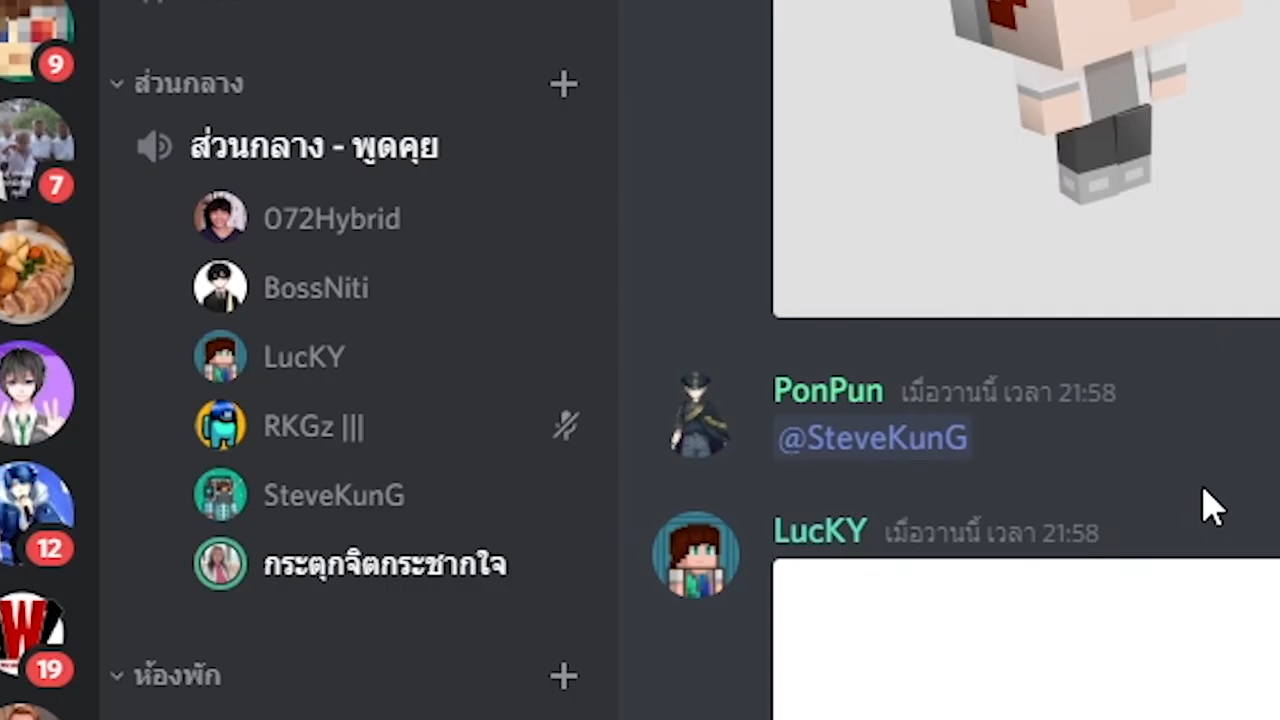 9
7
12
W
19
ส่วนกลาง
ส่วนกลาง - พูดคุย
072Hybrid
BossNiti
LucKY
RKGz |||
SteveKunG
กระตุกจิตกระชากใจ
ห้องพัก
PonPun เมื่อวานนี้ เวลา 21:58
@SteveKunG
LucKY เมื่อวานนี้ เวลา 21:58